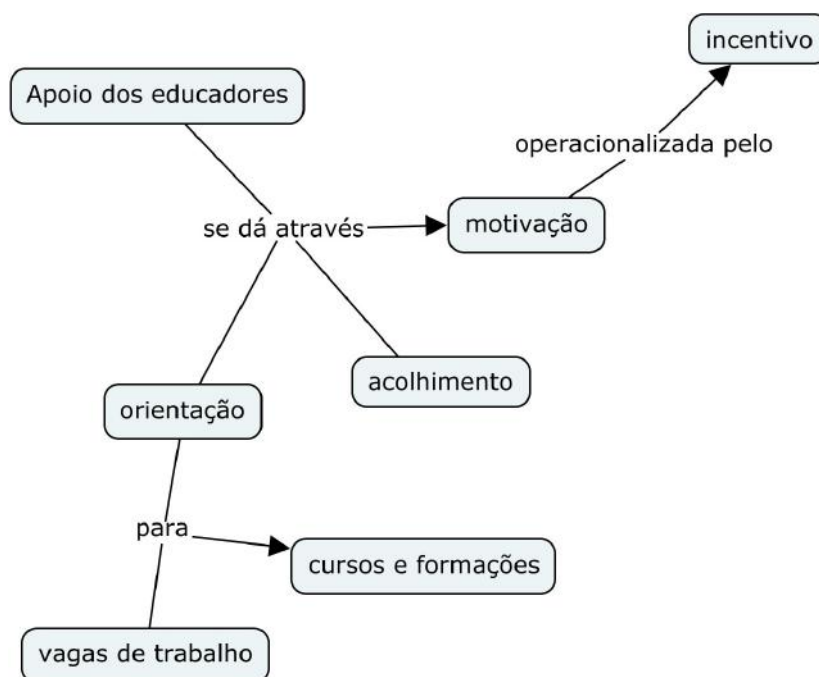 incentivo
Apoio dos educadores
operacionalizada pelo
se dá através
motivação
acolhimento
orientação
para
cursos e formações
vagas de trabalho